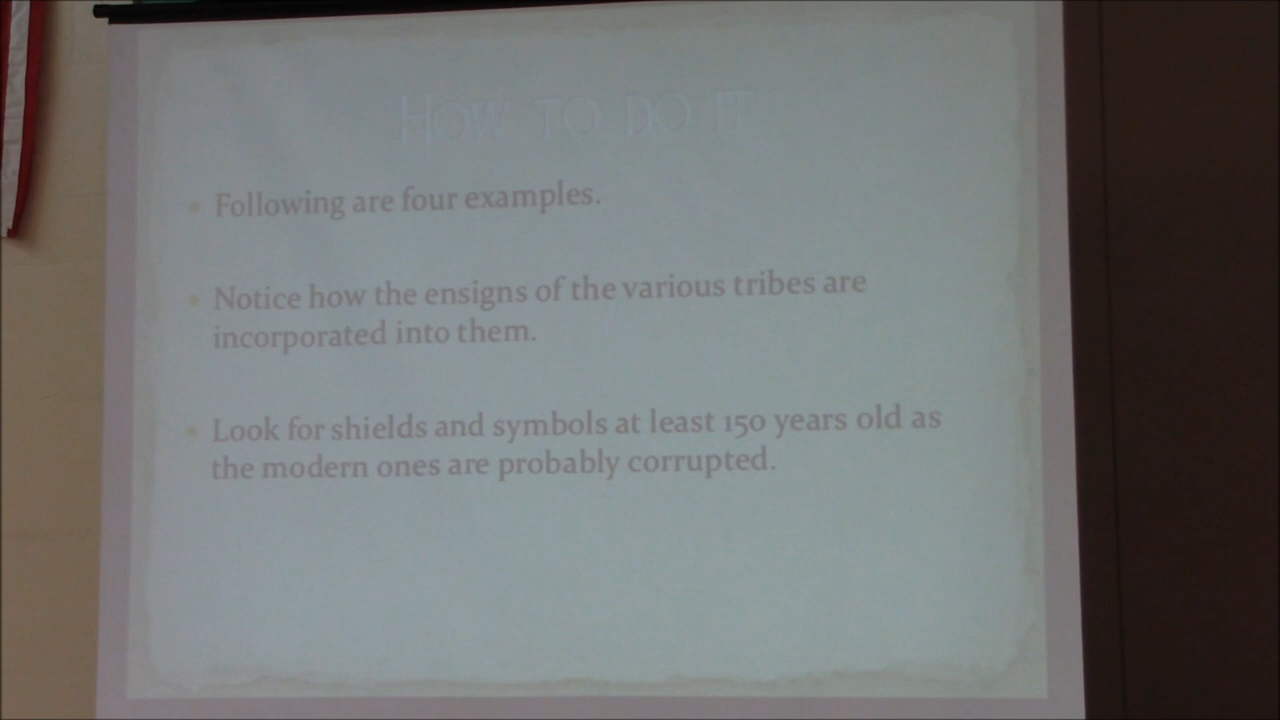 HOW TO DO IT
• Following are four examples.
• Notice how the ensigns of the various tribes are
incorporated into them.
• Look for shields and symbols at least 150 years old as
the modern ones are probably corrupted.